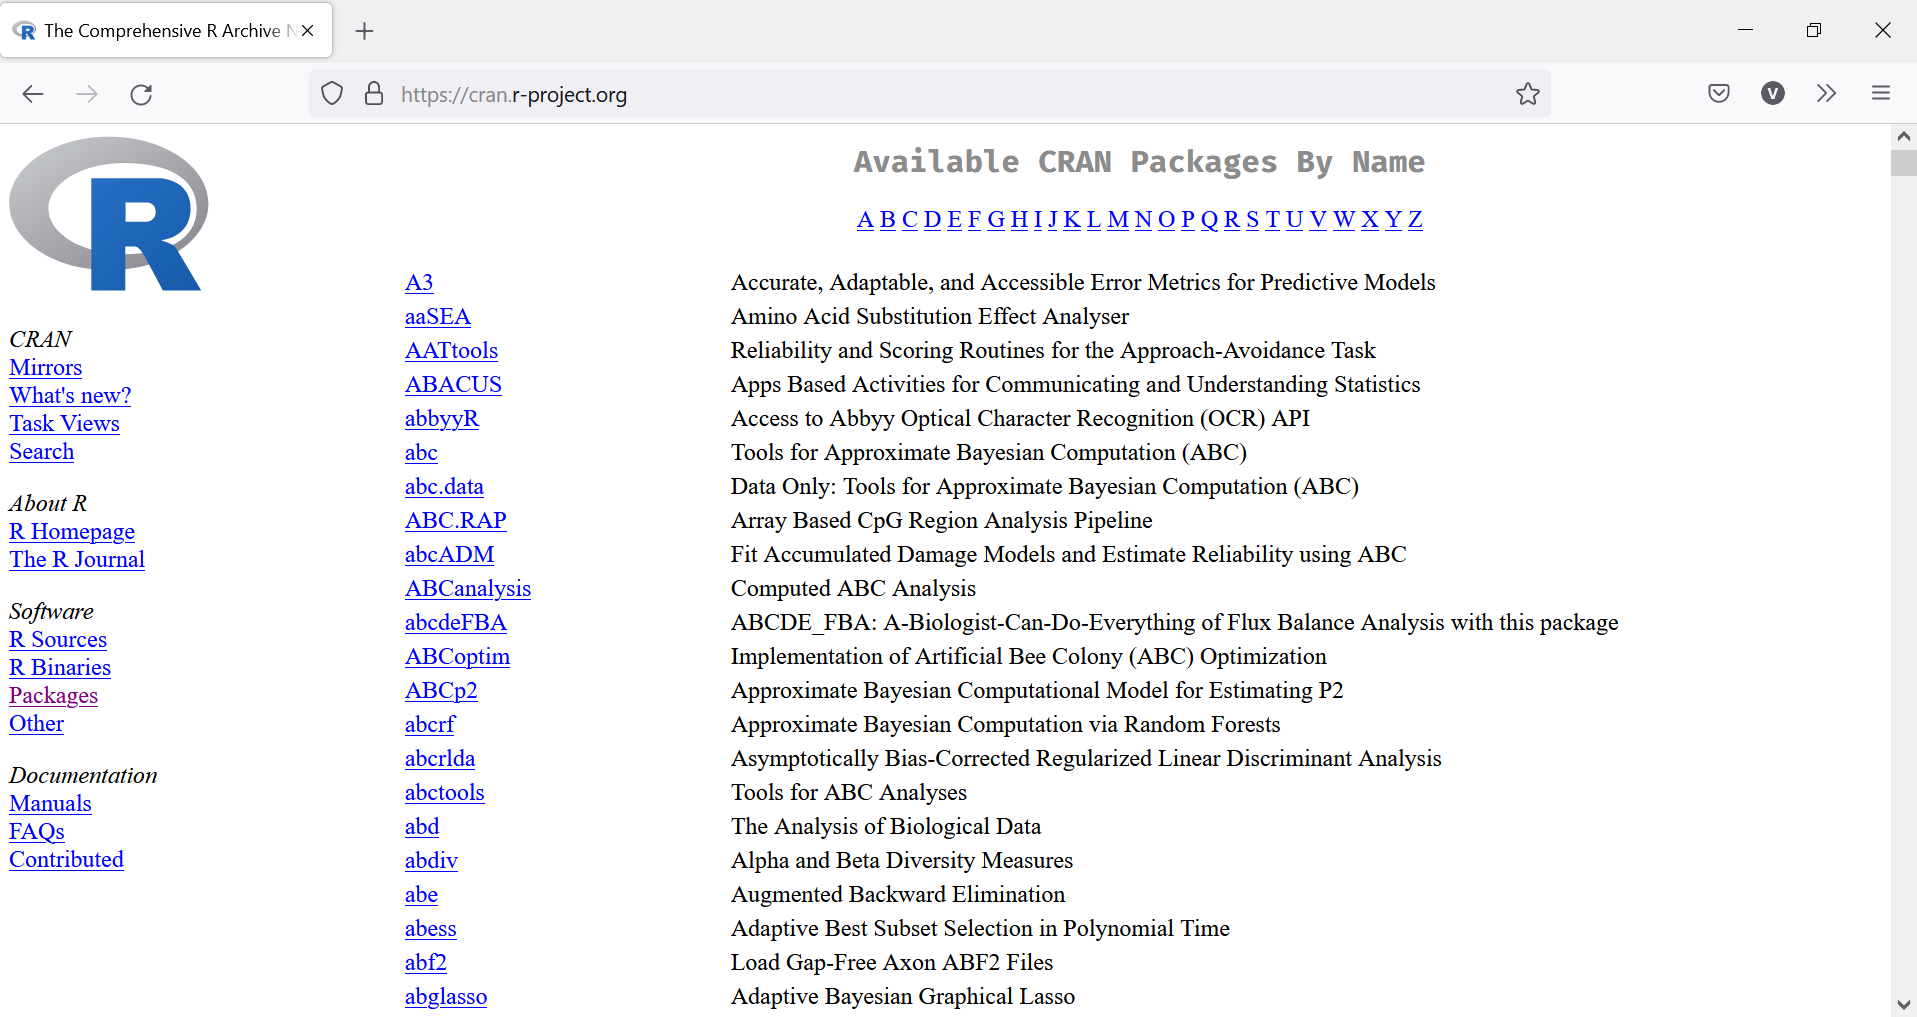 The Comprehensive R Archive N
https://cran.r-project.org
V
R
CRAN
Mirrors
What's new?
Task Views
Search
About R
R Homepage
The R Journal
Software
R Sources
R Binaries
Packages
Other
Documentation
Manuals
FAQs
Contributed
Available CRAN Packages By Name
A B C D E F G H I J K L M N O P Q R S T U V W X Y Z
A3 Accurate, Adaptable, and Accessible Error Metrics for Predictive Models
aaSEA Amino Acid Substitution Effect Analyser
AATtools Reliability and Scoring Routines for the Approach-Avoidance Task
ABACUS Apps Based Activities for Communicating and Understanding Statistics
abbyyR Access to Abbyy Optical Character Recognition (OCR) API
abc Tools for Approximate Bayesian Computation (ABC)
abc.data Data Only: Tools for Approximate Bayesian Computation (ABC)
ABC.RAP Array Based CpG Region Analysis Pipeline
abcADM Fit Accumulated Damage Models and Estimate Reliability using ABC
ABCanalysis Computed ABC Analysis
abcdeFBA ABCDE_FBA: A-Biologist-Can-Do-Everything of Flux Balance Analysis with this package
ABCoptim Implementation of Artificial Bee Colony (ABC) Optimization
ABCp2 Approximate Bayesian Computational Model for Estimating P2
abcrf Approximate Bayesian Computation via Random Forests
abcrlda Asymptotically Bias-Corrected Regularized Linear Discriminant Analysis
abctools Tools for ABC Analyses
abd The Analysis of Biological Data
abdiv Alpha and Beta Diversity Measures
abe Augmented Backward Elimination
abess Adaptive Best Subset Selection in Polynomial Time
abf2 Load Gap-Free Axon ABF2 Files
abglasso Adaptive Bayesian Graphical Lasso